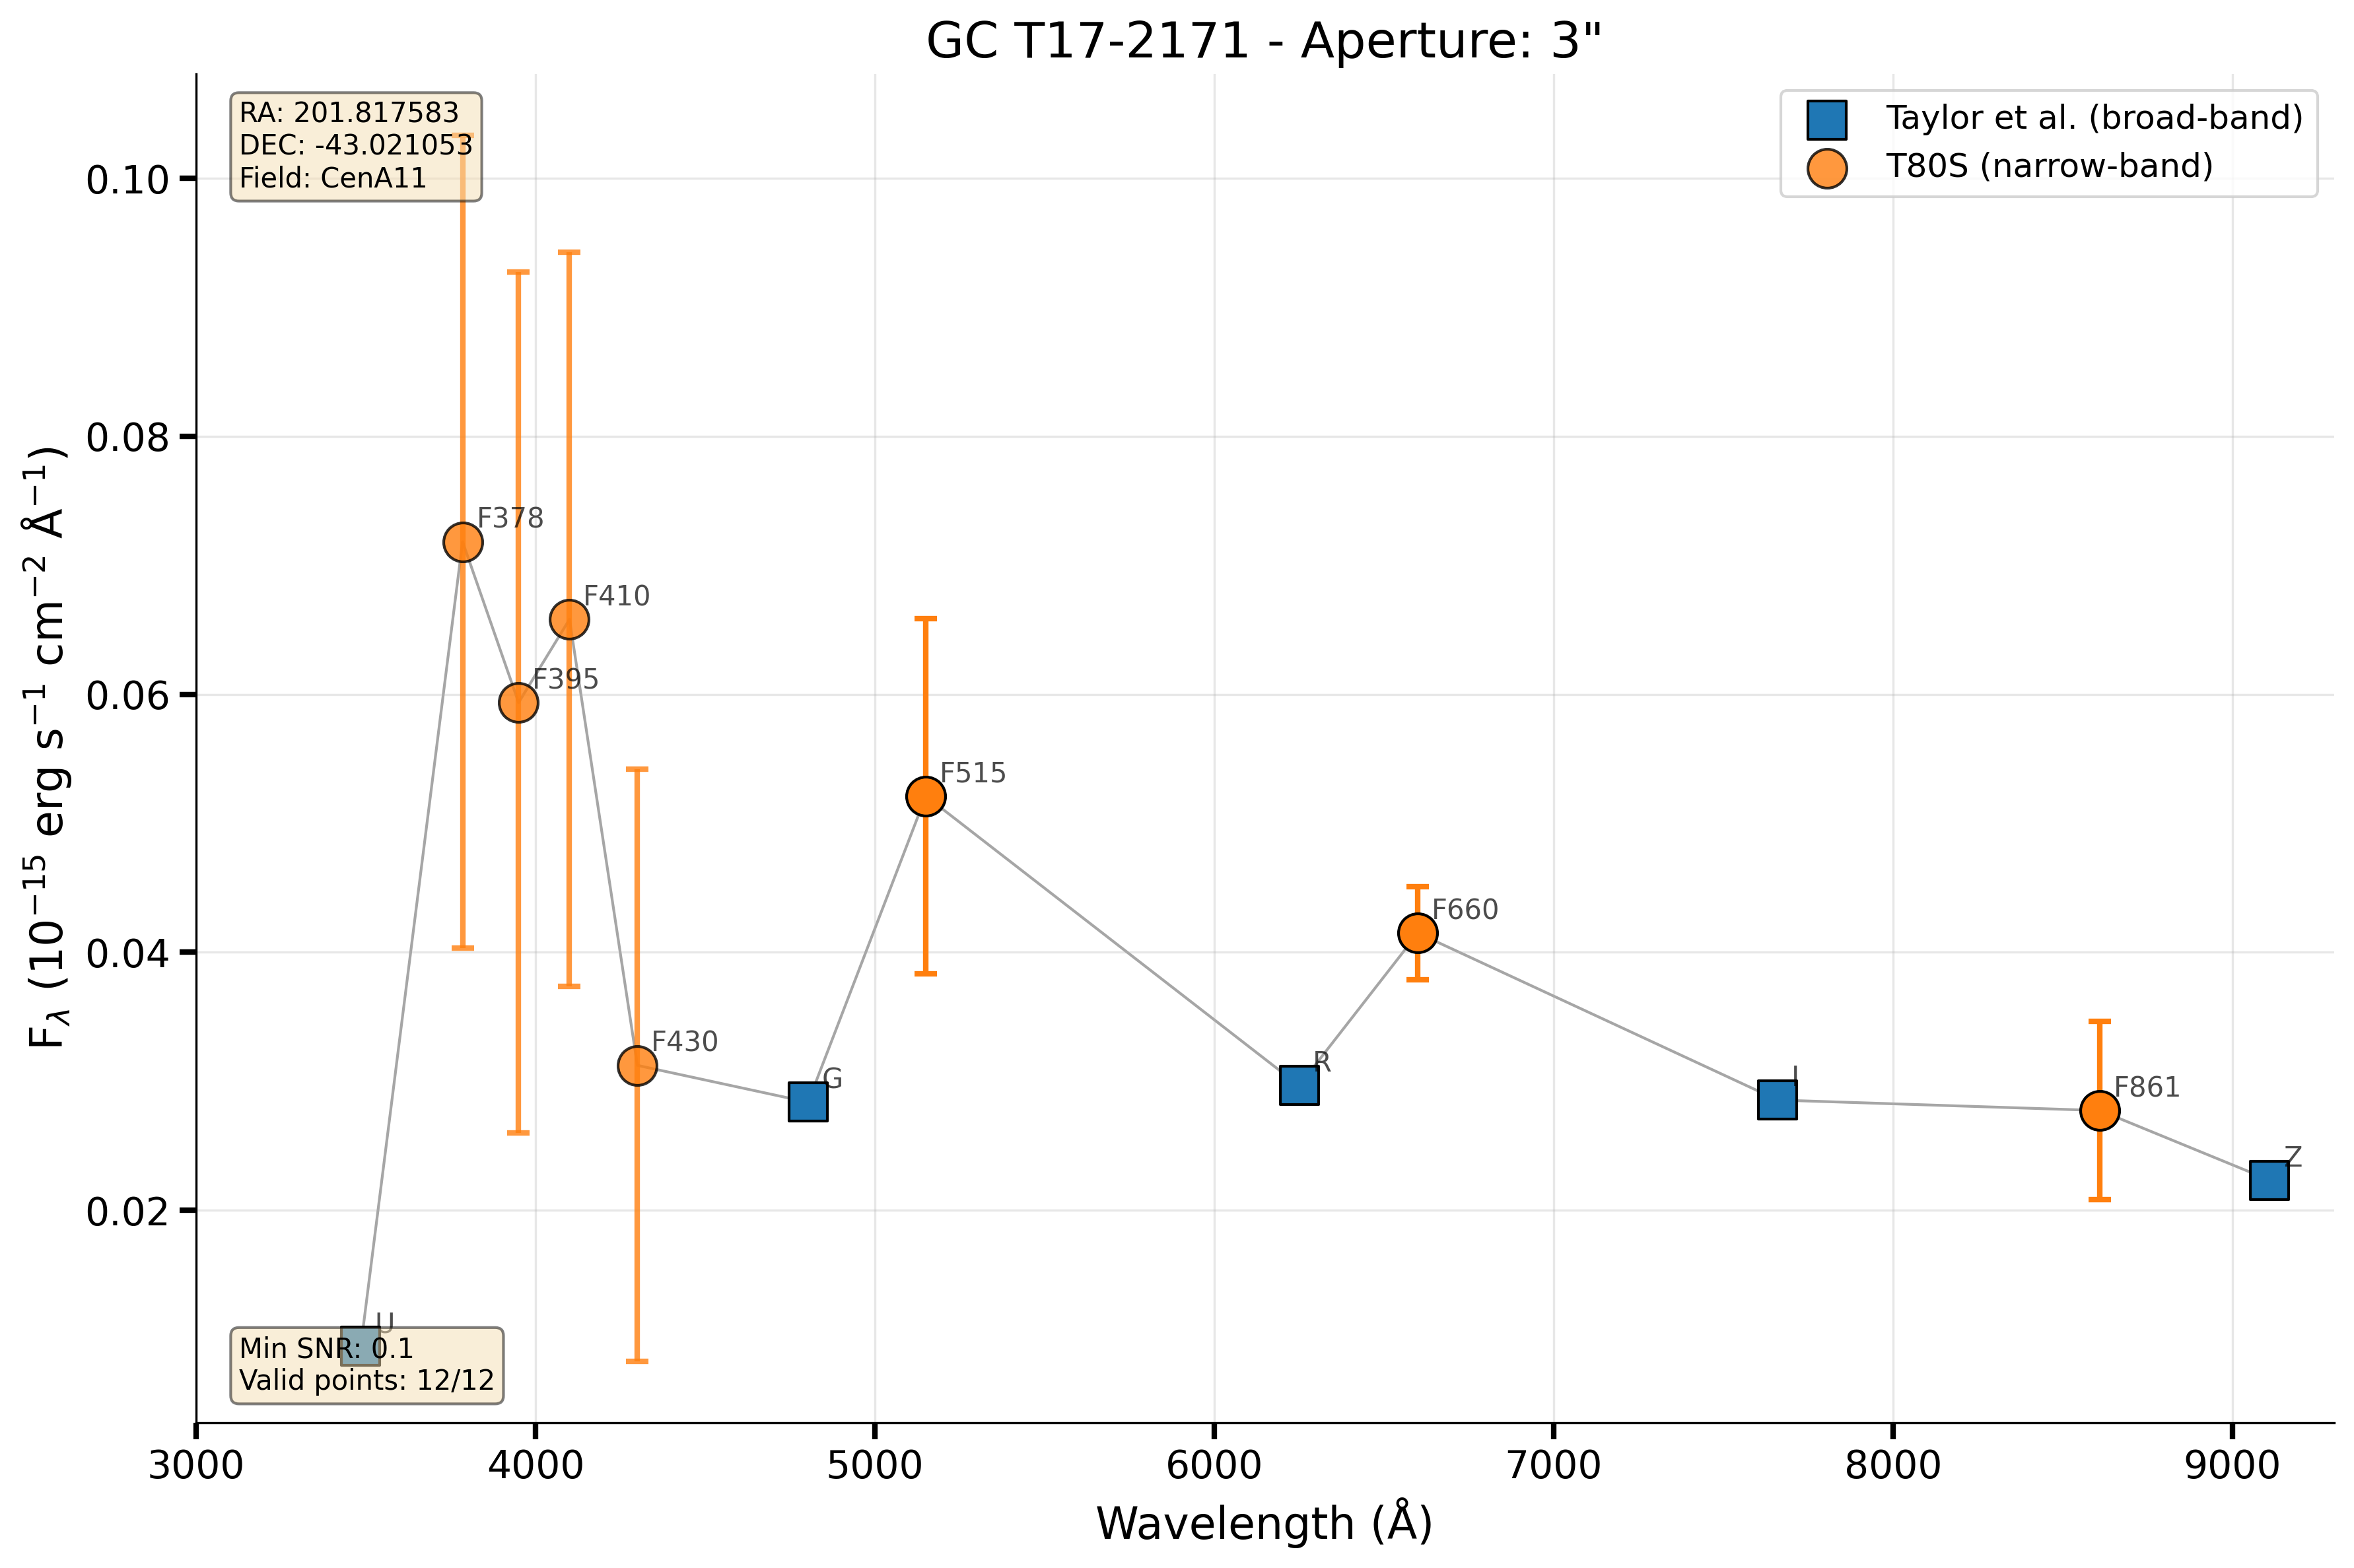 GC T17-2171 - Aperture: 3"
RA: 201.817583
DEC: -43.021053
Field: CenA11
Taylor et al. (broad-band)
T80S (narrow-band)
0.10
0.08
0.06
0.04
0.02
F$_λ$ (10$^{−15}$ erg s$^{−1}$ cm$^{−2}$ Å$^{−1}$)
F378
F410
F395
F515
F660
F430
G
R
I
F861
Z
U
Min SNR: 0.1
Valid points: 12/12
3000 4000 5000 6000 7000 8000 9000
Wavelength (Å)